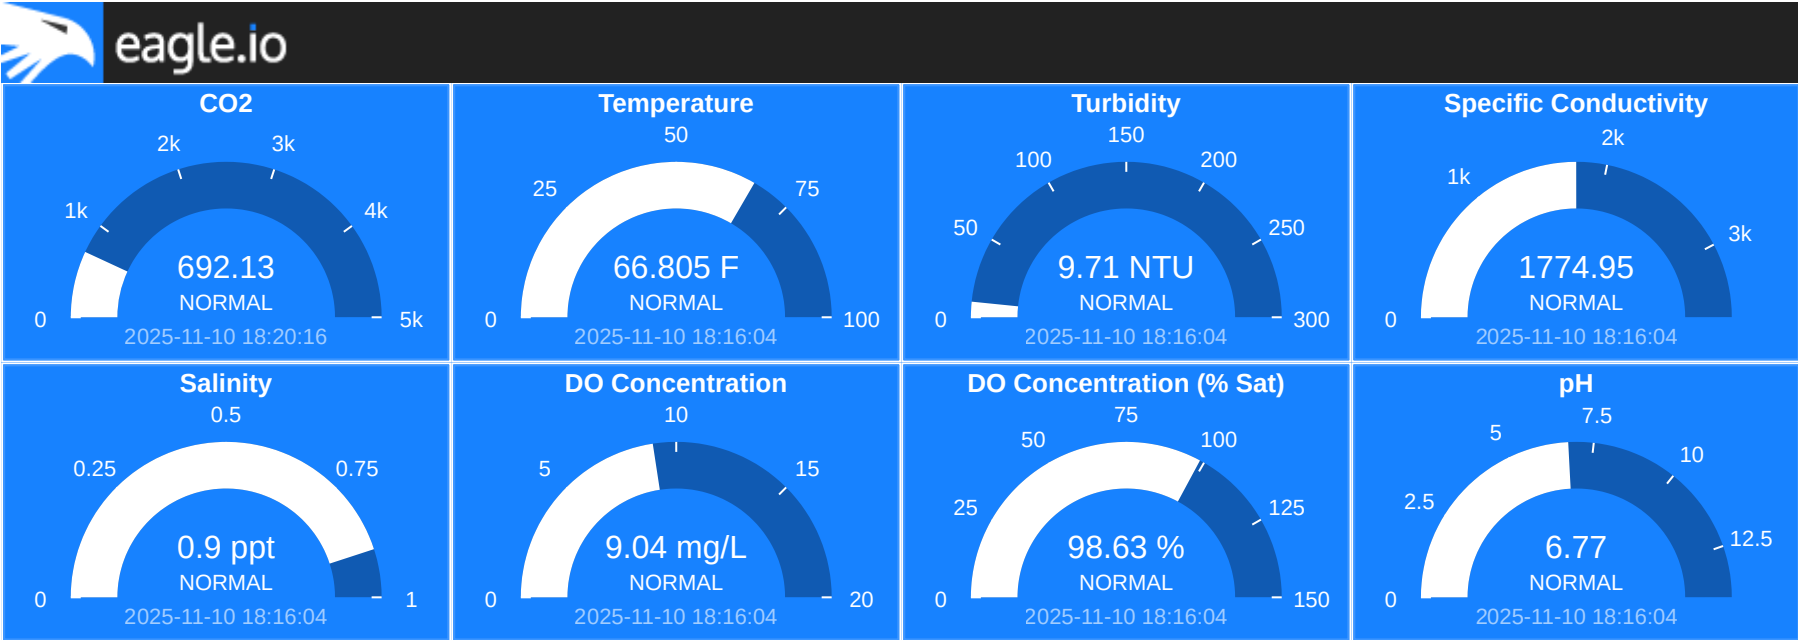 eagle.io
CO2
2k
3k
1k
4k
692.13
NORMAL
0
5k
2025-11-10 18:20:16
Temperature
50
25
75
66.805 F
NORMAL
0
100
2025-11-10 18:16:04
Turbidity
150
100
200
50
250
9.71 NTU
NORMAL
0
300
2025-11-10 18:16:04
Specific Conductivity
2k
1k
3k
1774.95
NORMAL
0
2025-11-10 18:16:04
Salinity
0.5
0.25
0.75
0.9 ppt
NORMAL
0
1
2025-11-10 18:16:04
DO Concentration
10
5
15
9.04 mg/L
NORMAL
0
20
2025-11-10 18:16:04
DO Concentration (% Sat)
75
50
100
25
125
98.63 %
NORMAL
0
150
2025-11-10 18:16:04
pH
7.5
5
10
2.5
12.5
6.77
NORMAL
0
2025-11-10 18:16:04